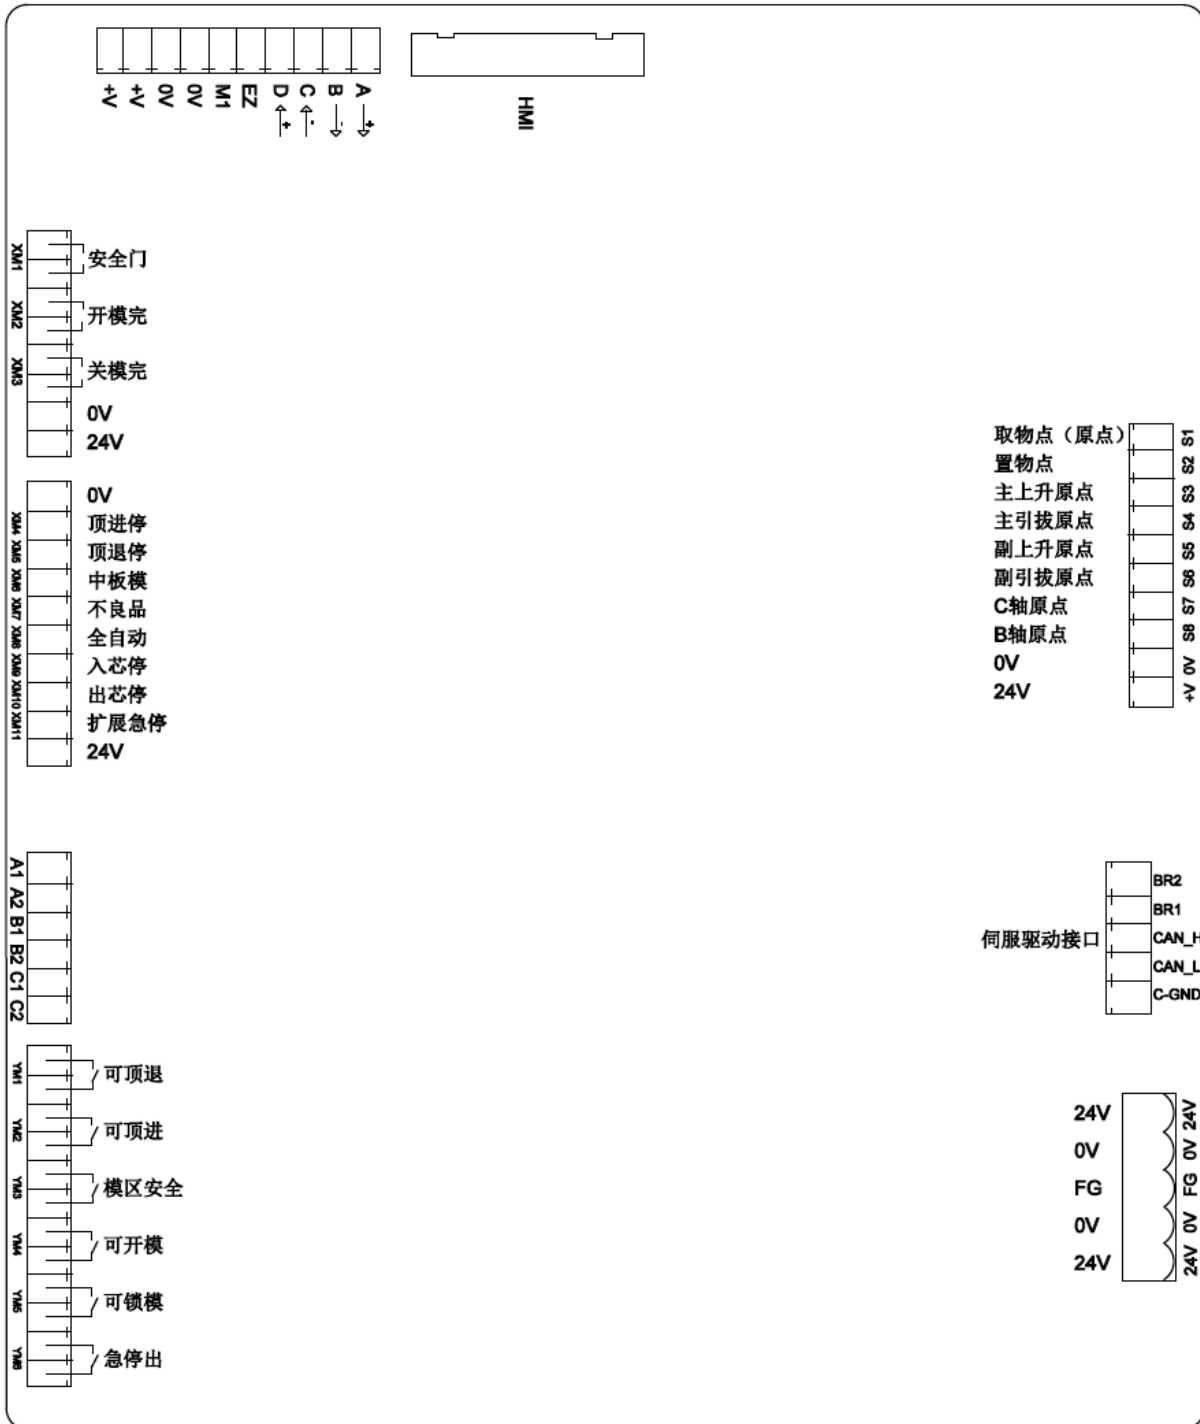 +V +V 0V 0V M1 EZ D C B A
+ - - +
HMI
XM1 安全门
XM2 开模完
XM3 关模完
0V
24V
0V
XM4 顶进停
XM5 顶退停
XM6 中板模
XM7 不良品
XM8 全自动
XM9 入芯停
XM10 出芯停
XM11 扩展急停
24V
取物点（原点） S1
置物点 S2
主上升原点 S3
主引拔原点 S4
副上升原点 S5
副引拔原点 S6
C轴原点 S7
B轴原点 S8
0V 0V
24V +V
A1
A2
B1
B2
C1
C2
BR2
BR1
伺服驱动接口 CAN_H
CAN_L
C-GND
YM1 可顶退
YM2 可顶进
YM3 模区安全
YM4 可开模
YM5 可锁模
YM6 急停出
24V 24V
0V 0V
FG FG
0V 0V
24V 24V